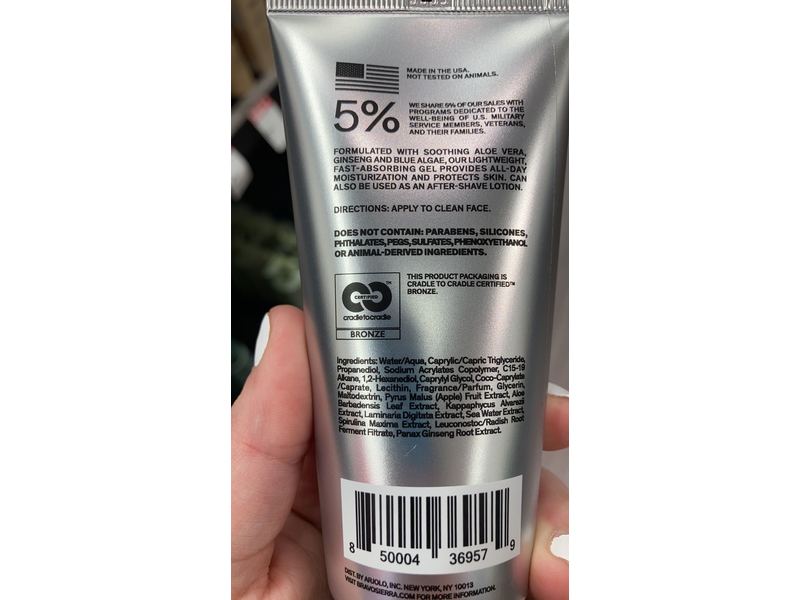 MADE IN THE USA.
NOT TESTED ON ANIMALS.
5%
WE SHARE 5% OF OUR SALES WITH
PROGRAMS DEDICATED TO THE
WELL-BEING OF U.S. MILITARY
SERVICE MEMBERS, VETERANS,
AND THEIR FAMILIES.
FORMULATED WITH SOOTHING ALOE VERA,
GINSENG AND BLUE ALGAE, OUR LIGHTWEIGHT,
FAST-ABSORBING GEL PROVIDES ALL-DAY
MOISTURIZATION AND PROTECTS SKIN. CAN
ALSO BE USED AS AN AFTER-SHAVE LOTION.
DIRECTIONS: APPLY TO CLEAN FACE.
DOES NOT CONTAIN: PARABENS, SILICONES,
PHTHALATES, PEGS, SULFATES, PHENOXYETHANOL
OR ANIMAL-DERIVED INGREDIENTS.
CERTIFIED
TM
cradletocradle
BRONZE
THIS PRODUCT PACKAGING IS
CRADLE TO CRADLE CERTIFIED™
BRONZE.
Ingredients: Water/Aqua, Caprylic/Capric Triglyceride,
Propanediol, Sodium Acrylates Copolymer, C15-19
Alkane, 1,2-Hexanediol, Caprylyl Glycol, Coco-Caprylate
/Caprate, Lecithin, Fragrance/Parfum, Glycerin,
Maltodextrin, Pyrus Malus (Apple) Fruit Extract, Aloe
Barbadensis Leaf Extract, Kappaphycus Alvarezii
Extract, Laminaria Digitata Extract, Sea Water Extract,
Spirulina Maxima Extract, Leuconostoc/Radish Root
Ferment Filtrate, Panax Ginseng Root Extract.
8 50004 36957 9
DIST. BY ARJOLO, INC. NEW YORK, NY 10013
VISIT BRAVOSIERRA.COM FOR MORE INFORMATION.